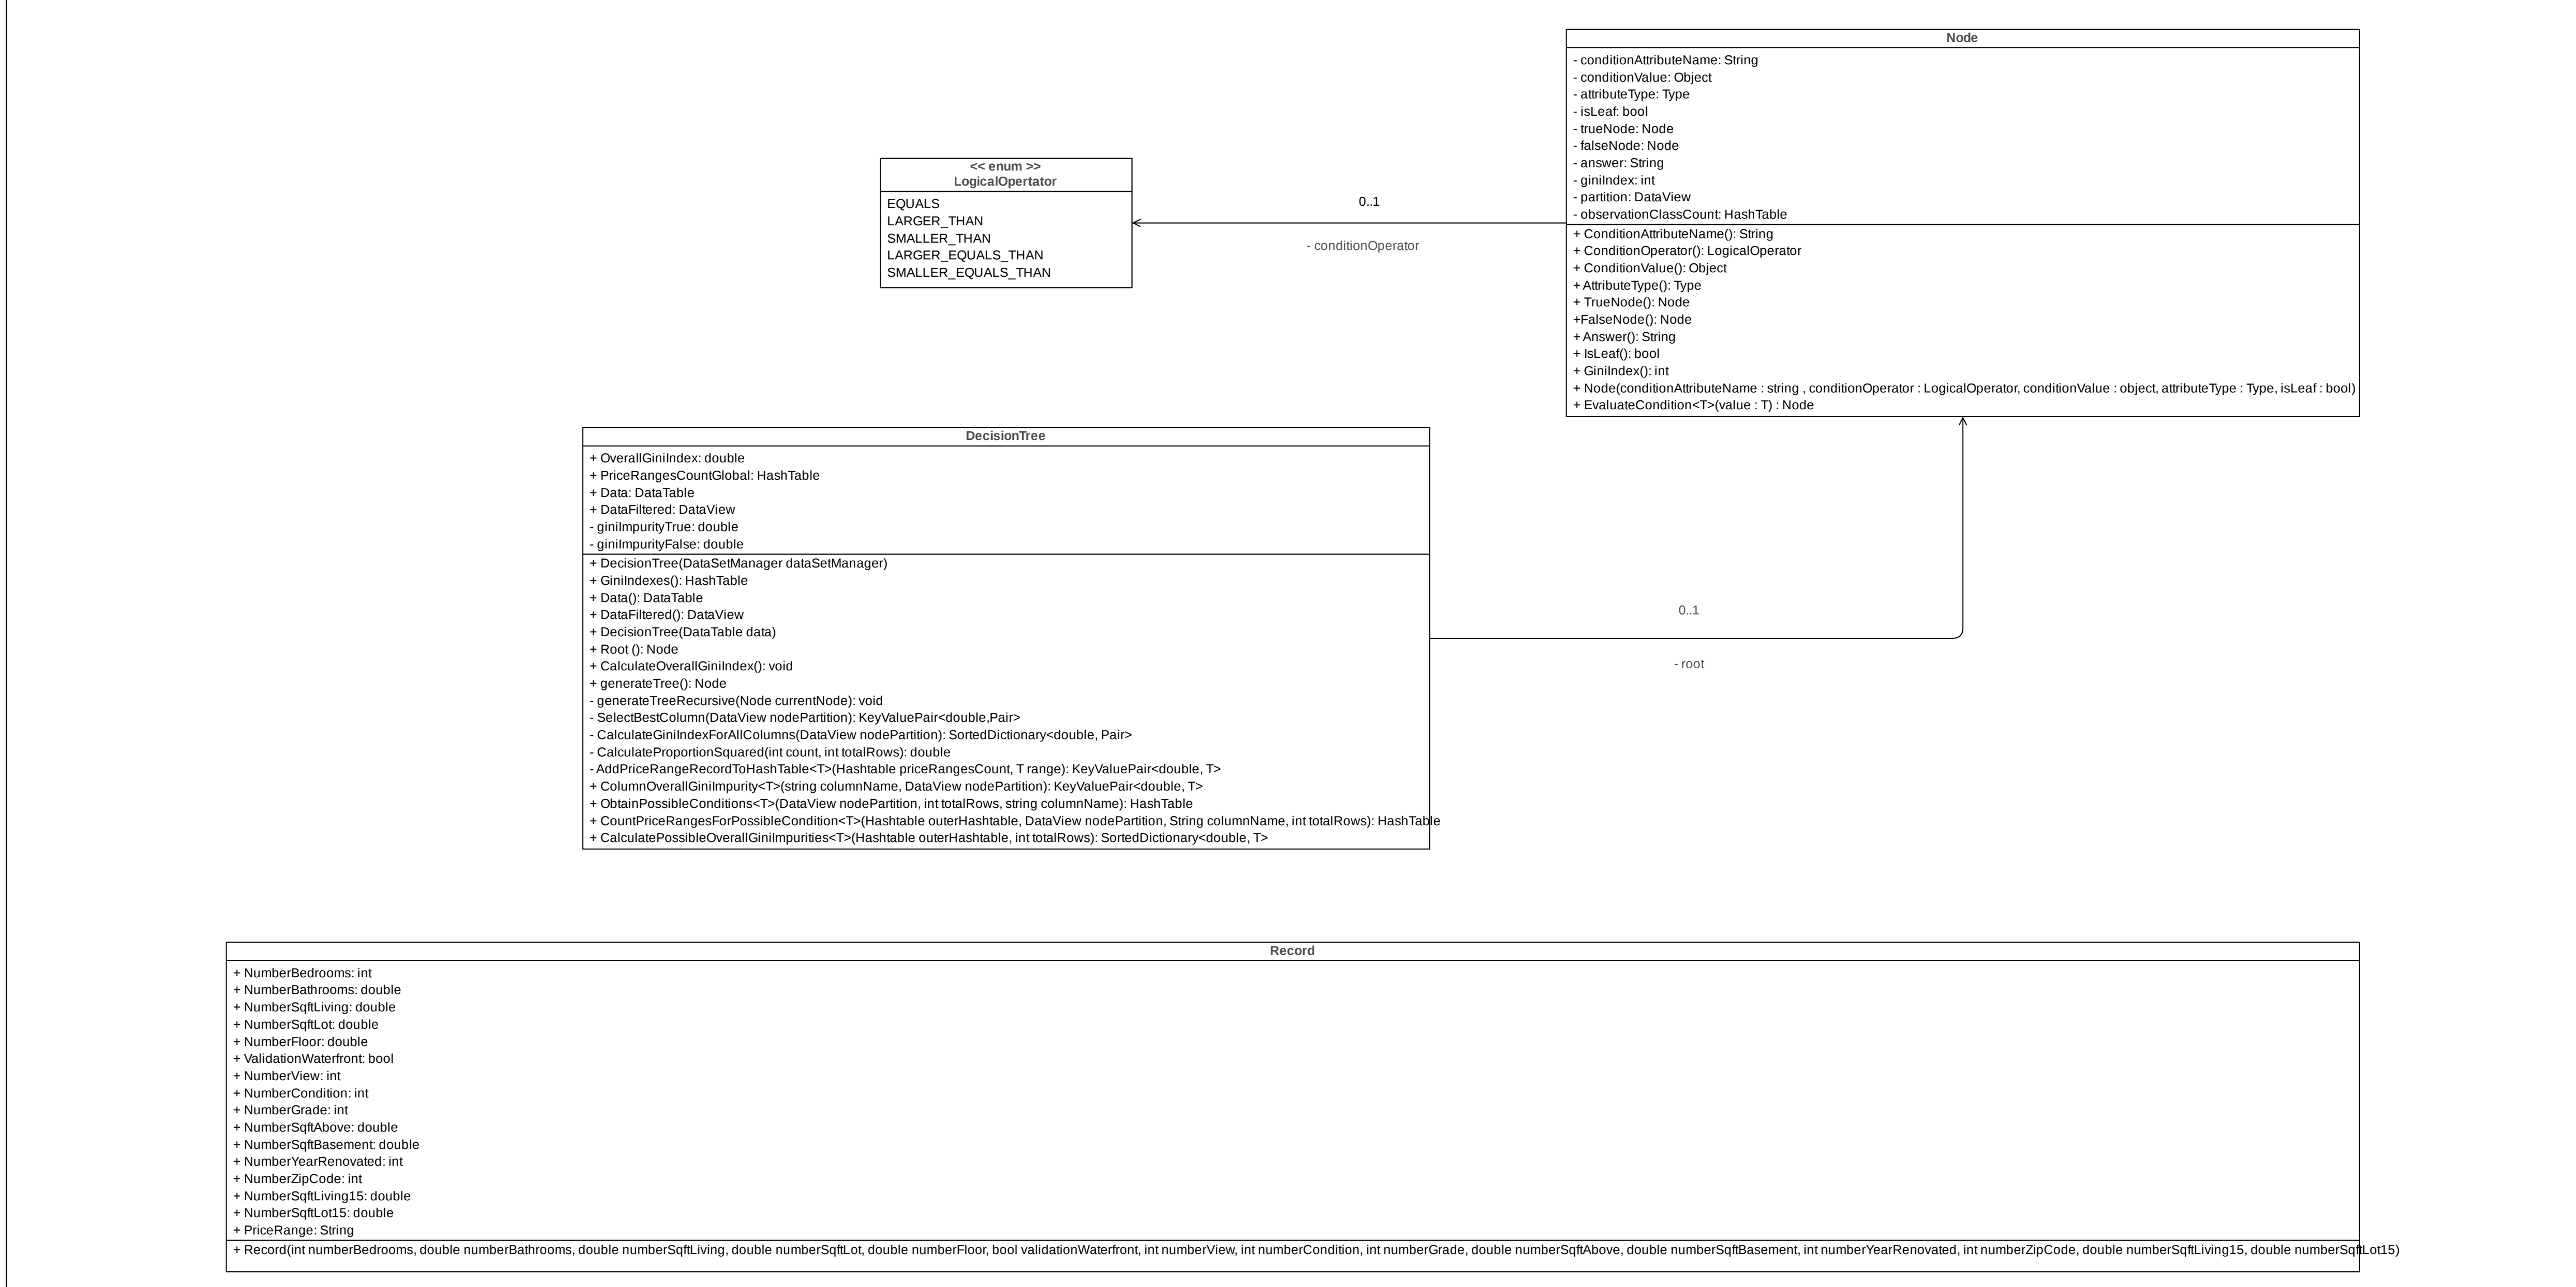 Node
- conditionAttributeName: String
- conditionValue: Object
- attributeType: Type
- isLeaf: bool
- trueNode: Node
- falseNode: Node
- answer: String
- giniIndex: int
- partition: DataView
- observationClassCount: HashTable
+ ConditionAttributeName(): String
+ ConditionOperator(): LogicalOperator
+ ConditionValue(): Object
+ AttributeType(): Type
+ TrueNode(): Node
+FalseNode(): Node
+ Answer(): String
+ IsLeaf(): bool
+ GiniIndex(): int
+ Node(conditionAttributeName : string , conditionOperator : LogicalOperator, conditionValue : object, attributeType : Type, isLeaf : bool)
+ EvaluateCondition<T>(value : T) : Node
<< enum >>
LogicalOpertator
EQUALS
LARGER_THAN
SMALLER_THAN
LARGER_EQUALS_THAN
SMALLER_EQUALS_THAN
0..1
- conditionOperator
DecisionTree
+ OverallGiniIndex: double
+ PriceRangesCountGlobal: HashTable
+ Data: DataTable
+ DataFiltered: DataView
- giniImpurityTrue: double
- giniImpurityFalse: double
+ DecisionTree(DataSetManager dataSetManager)
+ GiniIndexes(): HashTable
+ Data(): DataTable
+ DataFiltered(): DataView
+ DecisionTree(DataTable data)
+ Root (): Node
+ CalculateOverallGiniIndex(): void
+ generateTree(): Node
- generateTreeRecursive(Node currentNode): void
- SelectBestColumn(DataView nodePartition): KeyValuePair<double,Pair>
- CalculateGiniIndexForAllColumns(DataView nodePartition): SortedDictionary<double, Pair>
- CalculateProportionSquared(int count, int totalRows): double
- AddPriceRangeRecordToHashTable<T>(Hashtable priceRangesCount, T range): KeyValuePair<double, T>
+ ColumnOverallGiniImpurity<T>(string columnName, DataView nodePartition): KeyValuePair<double, T>
+ ObtainPossibleConditions<T>(DataView nodePartition, int totalRows, string columnName): HashTable
+ CountPriceRangesForPossibleCondition<T>(Hashtable outerHashtable, DataView nodePartition, String columnName, int totalRows): HashTable
+ CalculatePossibleOverallGiniImpurities<T>(Hashtable outerHashtable, int totalRows): SortedDictionary<double, T>
0..1
- root
Record
+ NumberBedrooms: int
+ NumberBathrooms: double
+ NumberSqftLiving: double
+ NumberSqftLot: double
+ NumberFloor: double
+ ValidationWaterfront: bool
+ NumberView: int
+ NumberCondition: int
+ NumberGrade: int
+ NumberSqftAbove: double
+ NumberSqftBasement: double
+ NumberYearRenovated: int
+ NumberZipCode: int
+ NumberSqftLiving15: double
+ NumberSqftLot15: double
+ PriceRange: String
+ Record(int numberBedrooms, double numberBathrooms, double numberSqftLiving, double numberSqftLot, double numberFloor, bool validationWaterfront, int numberView, int numberCondition, int numberGrade, double numberSqftAbove, double numberSqftBasement, int numberYearRenovated, int numberZipCode, double numberSqftLiving15, double numberSqftLot15)